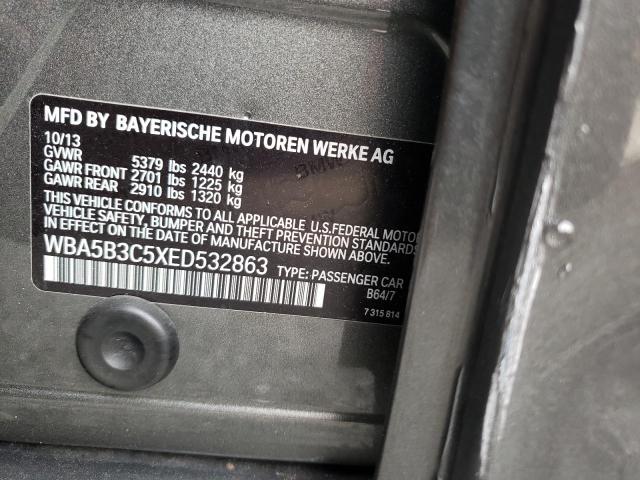 MFD BY BAYERISCHE MOTOREN WERKE AG
10/13
GVWR 5379 lbs 2440 kg
GAWR FRONT 2701 lbs 1225 kg
GAWR REAR 2910 lbs 1320 kg
THIS VEHICLE CONFORMS TO ALL APPLICABLE U.S. FEDERAL MOTO
VEHICLE SAFETY, BUMPER AND THEFT PREVENTION STANDARDS
IN EFFECT ON THE DATE OF MANUFACTURE SHOWN ABOVE.
WBA5B3C5XED532863 TYPE: PASSENGER CAR
B64/7
7 315 814